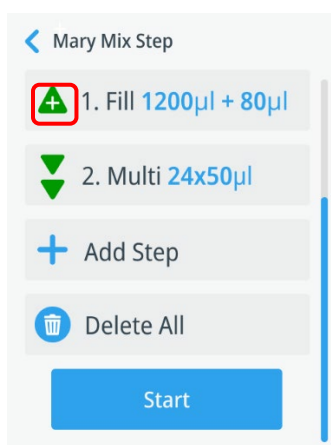 Mary Mix Step
1. Fill 1200µl + 80µl
2. Multi 24x50µl
Add Step
Delete All
Start